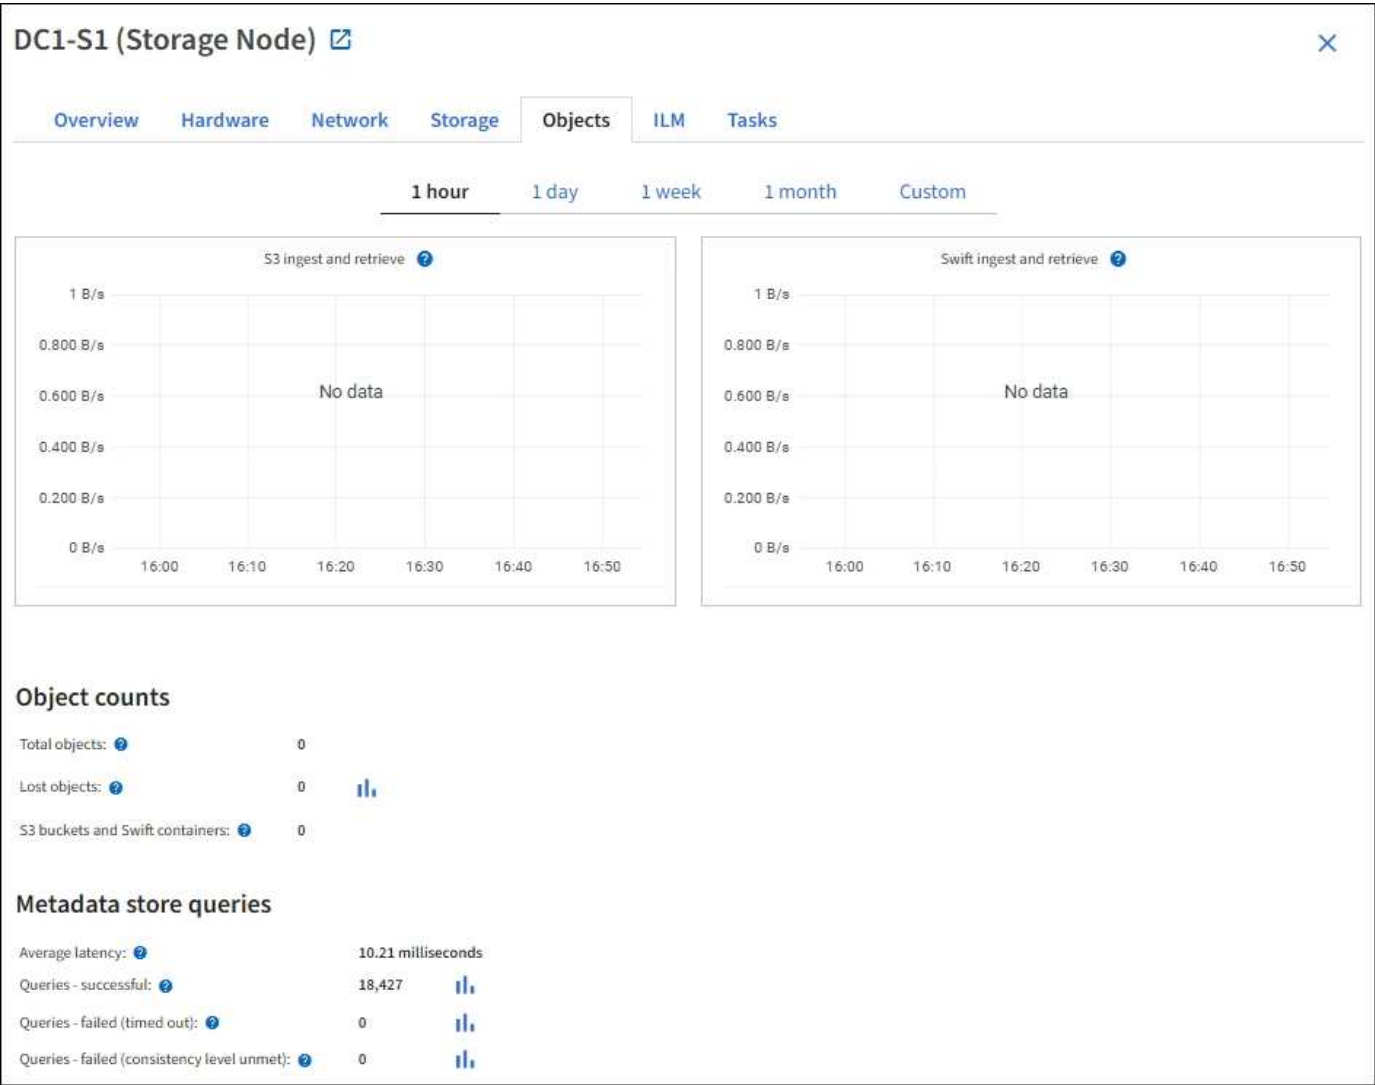 DC1-S1 (Storage Node)
Overview Hardware Network Storage Objects ILM Tasks
1 hour 1 day 1 week 1 month Custom
S3 ingest and retrieve
1 B/s
0.800 B/s
0.600 B/s
0.400 B/s
0.200 B/s
0 B/s
No data
16:00 16:10 16:20 16:30 16:40 16:50
Swift ingest and retrieve
1 B/s
0.800 B/s
0.600 B/s
0.400 B/s
0.200 B/s
0 B/s
No data
16:00 16:10 16:20 16:30 16:40 16:50
Object counts
Total objects: 0
Lost objects: 0
S3 buckets and Swift containers: 0
Metadata store queries
Average latency: 10.21 milliseconds
Queries - successful: 18,427
Queries - failed (timed out): 0
Queries - failed (consistency level unmet): 0